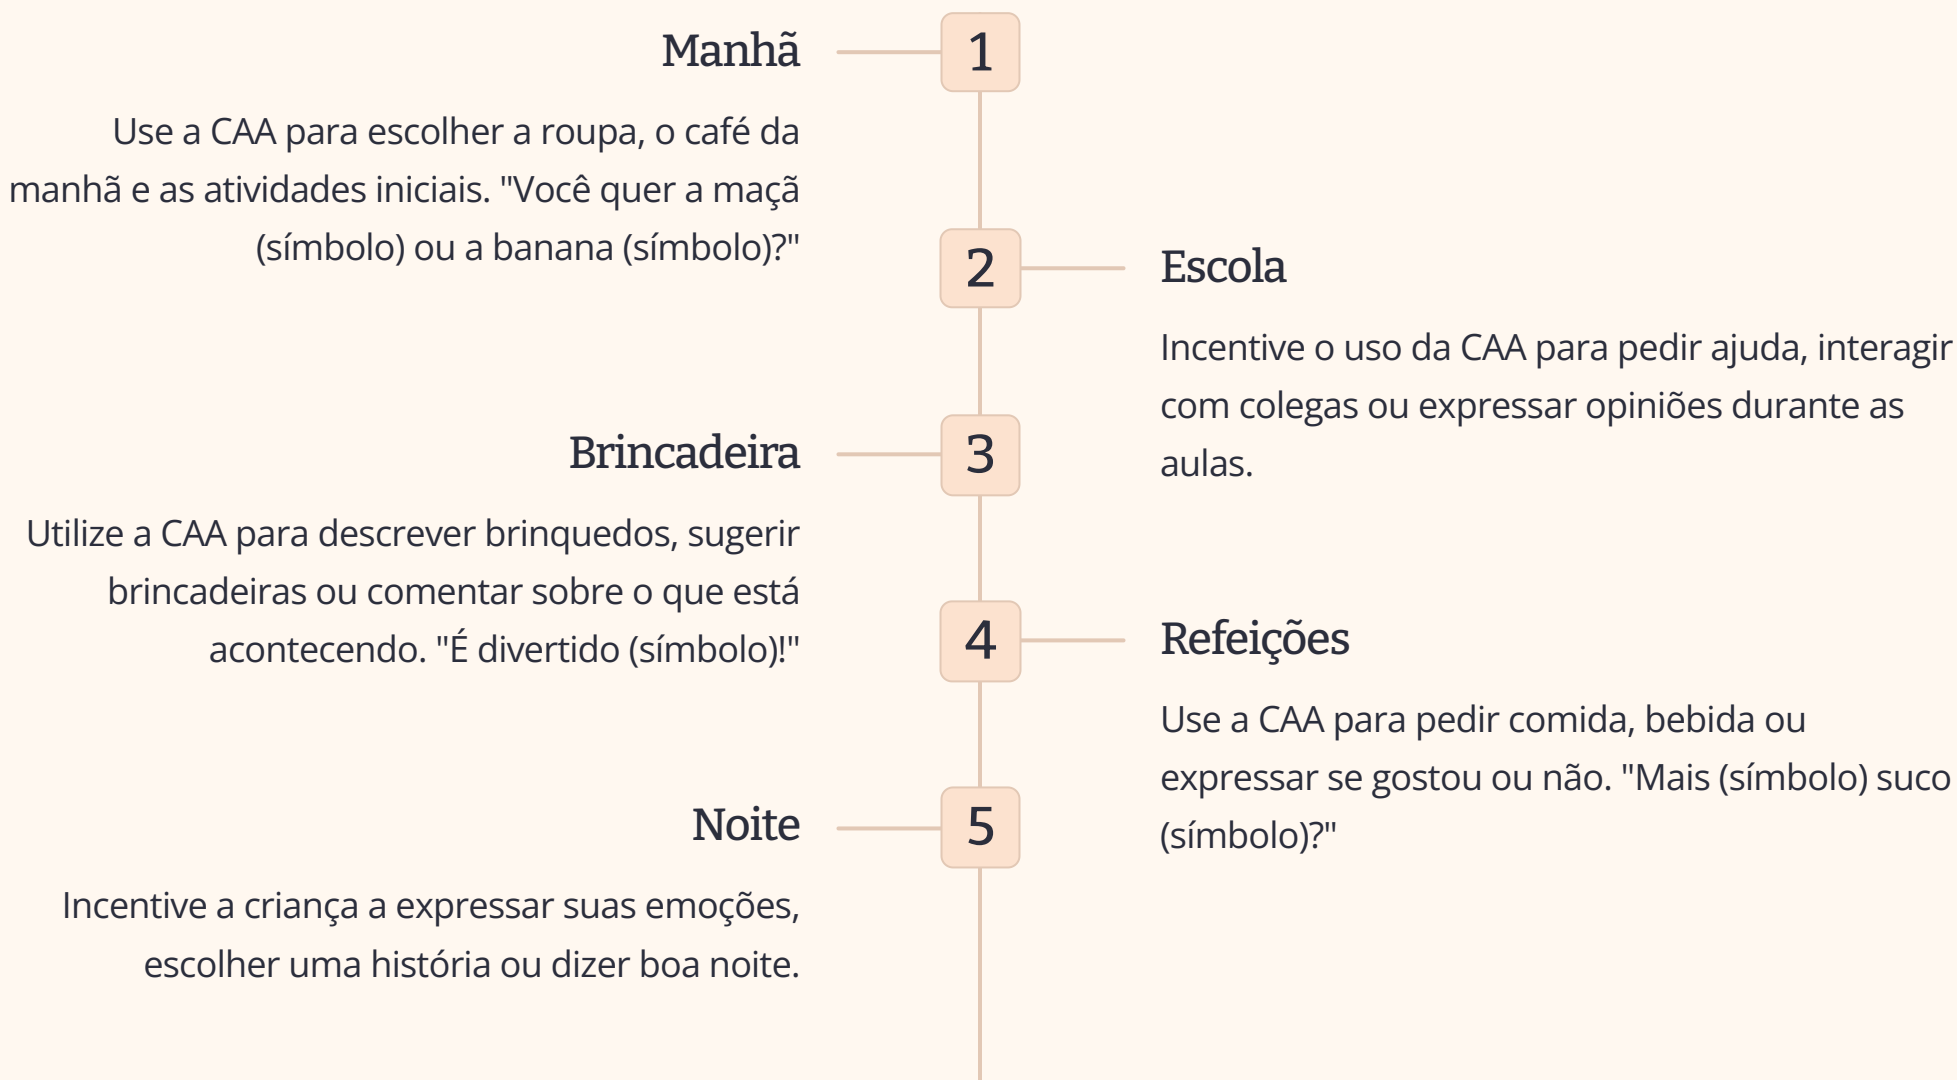 1
Manhã
Use a CAA para escolher a roupa, o café da
manhã e as atividades iniciais. "Você quer a maçã
(símbolo) ou a banana (símbolo)?"
2
Escola
Incentive o uso da CAA para pedir ajuda, interagir
com colegas ou expressar opiniões durante as
aulas.
3
Brincadeira
Utilize a CAA para descrever brinquedos, sugerir
brincadeiras ou comentar sobre o que está
acontecendo. "É divertido (símbolo)!"
4
Refeições
Use a CAA para pedir comida, bebida ou
expressar se gostou ou não. "Mais (símbolo) suco
(símbolo)?"
5
Noite
Incentive a criança a expressar suas emoções,
escolher uma história ou dizer boa noite.